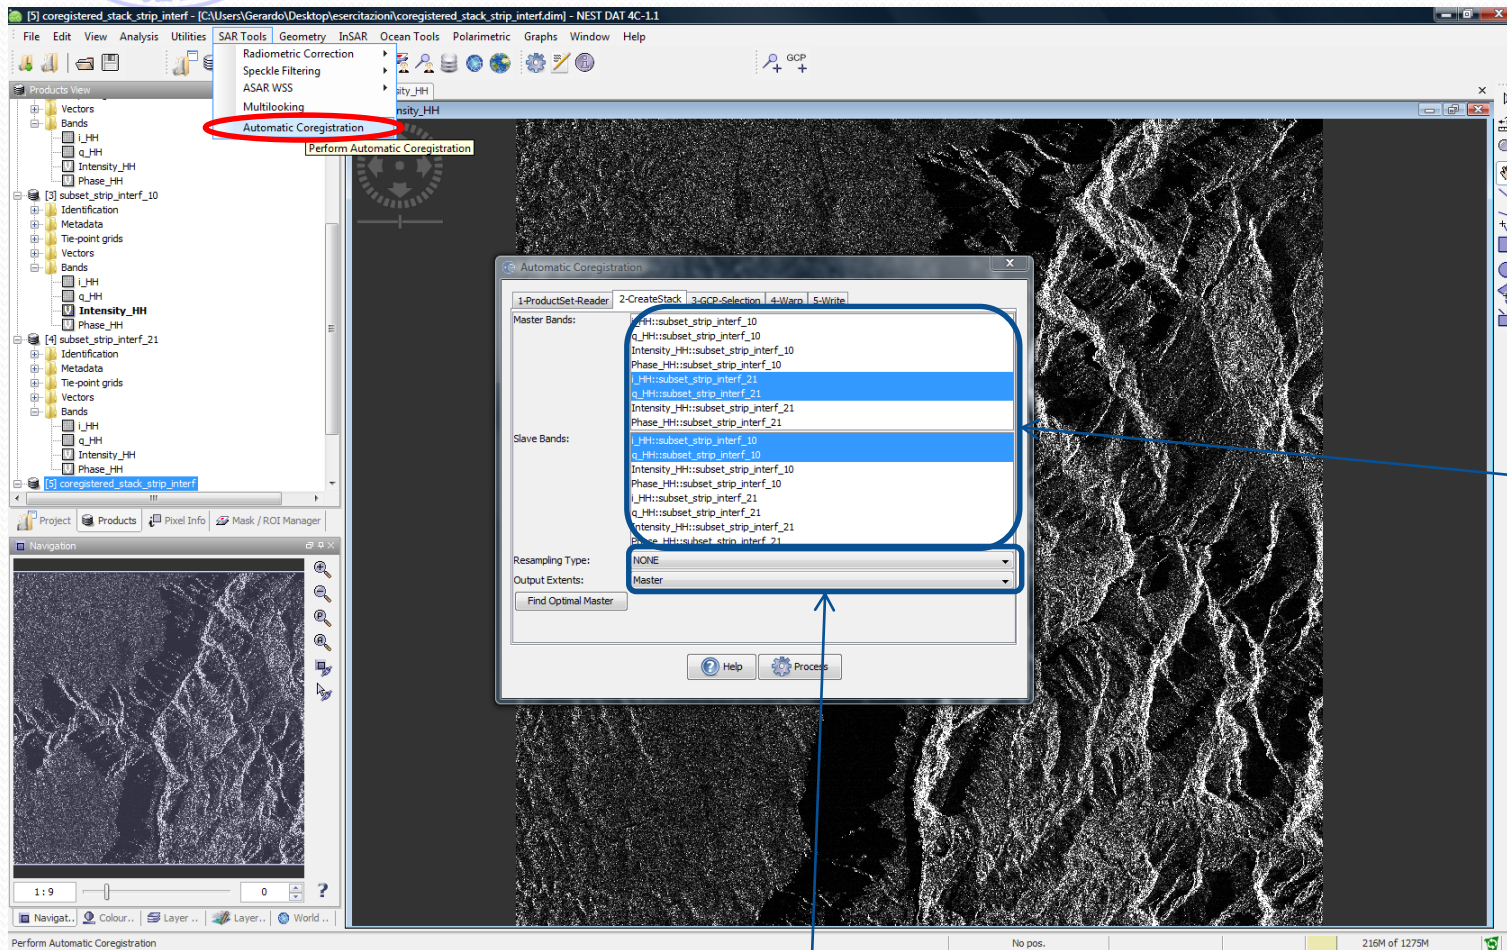 [5] coregistered_stack_strip_interf - [C:\Users\Gerardo\Desktop\esercitazioni\coregistered_stack_strip_interf.dim] - NEST DAT 4C-1.1
File Edit View Analysis Utilities SAR Tools Geometry InSAR Ocean Tools Polarimetric Graphs Window Help
Radiometric Correction
Speckle Filtering
ASAR WSS
Multilooking
Automatic Coregistration
Perform Automatic Coregistration
GCP
Products View
Vectors
Bands
i_HH
q_HH
Intensity_HH
Phase_HH
[3] subset_strip_interf_10
Identification
Metadata
Tie-point grids
Vectors
Bands
i_HH
q_HH
Intensity_HH
Phase_HH
[4] subset_strip_interf_21
Identification
Metadata
Tie-point grids
Vectors
Bands
i_HH
q_HH
Intensity_HH
Phase_HH
[5] coregistered_stack_strip_interf
Project Products Pixel Info Mask / ROI Manager
Navigation
1:9 0 ?
Navigat.. Colour.. Layer .. Layer.. World ..
Perform Automatic Coregistration
sity_HH
nsity_HH
Automatic Coregistration
1-ProductSet-Reader 2-CreateStack 3-GCP-Selection 4-Warp 5-Write
Master Bands:
i_HH::subset_strip_interf_10
q_HH::subset_strip_interf_10
Intensity_HH::subset_strip_interf_10
Phase_HH::subset_strip_interf_10
i_HH::subset_strip_interf_21
q_HH::subset_strip_interf_21
Intensity_HH::subset_strip_interf_21
Phase_HH::subset_strip_interf_21
Slave Bands:
i_HH::subset_strip_interf_10
q_HH::subset_strip_interf_10
Intensity_HH::subset_strip_interf_10
Phase_HH::subset_strip_interf_10
i_HH::subset_strip_interf_21
q_HH::subset_strip_interf_21
Intensity_HH::subset_strip_interf_21
Phase_HH::subset_strip_interf_21
Resampling Type: NONE
Output Extents: Master
Find Optimal Master
Help Process
No pos.
216M of 1275M